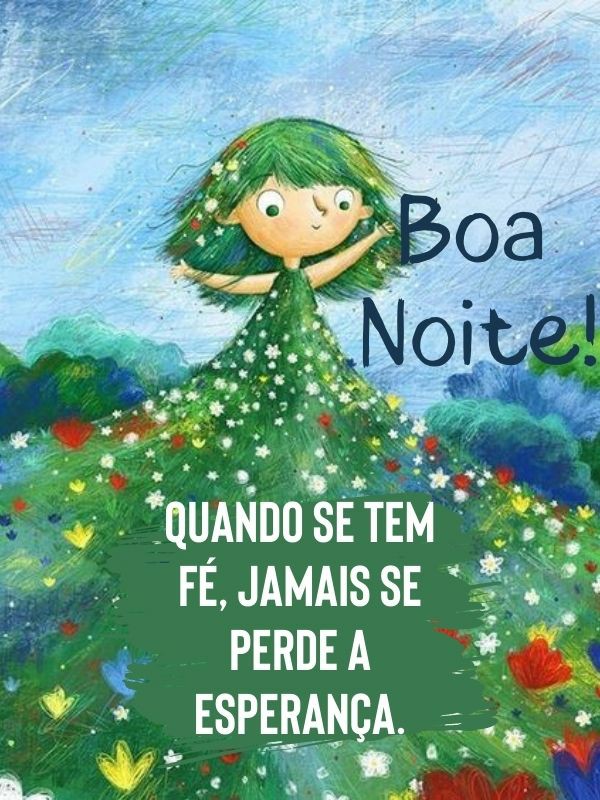 Boa
Noite!
QUANDO SE TEM
FÉ, JAMAIS SE
PERDE A
ESPERANÇA.